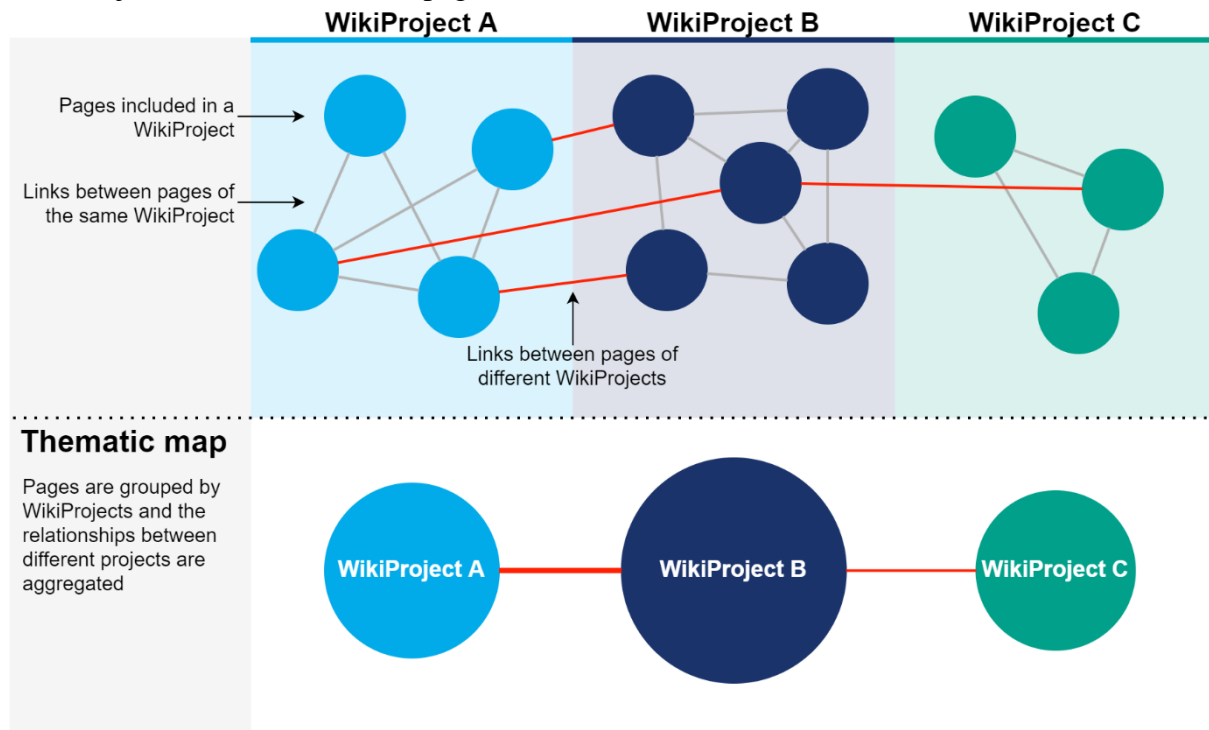 WikiProject A
WikiProject B
WikiProject C
Pages included in a
WikiProject
Links between pages of
the same WikiProject
Links between pages of
different WikiProjects
Thematic map
Pages are grouped by
WikiProjects and the
relationships between
different projects are
aggregated
WikiProject A
WikiProject B
WikiProject C